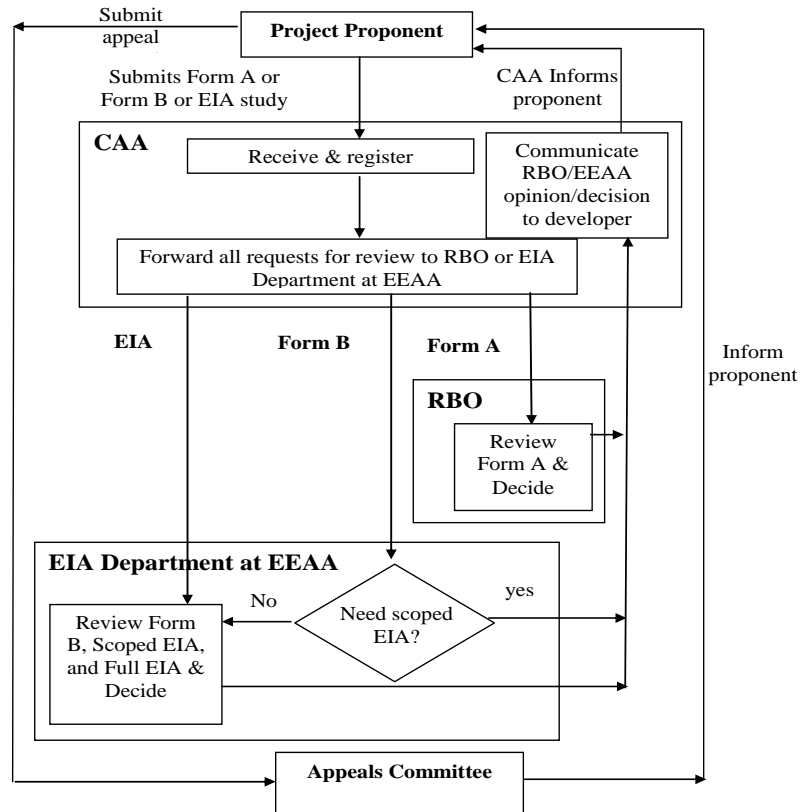 Submit
appeal
Project Proponent
Submits Form A or
Form B or EIA study
CAA Informs
proponent
CAA
Receive & register
Communicate
RBO/EEAA
opinion/decision
to developer
Forward all requests for review to RBO or EIA
Department at EEAA
EIA
Form B
Form A
Inform
proponent
RBO
Review
Form A &
Decide
EIA Department at EEAA
No
Need scoped
EIA?
yes
Review Form
B, Scoped EIA,
and Full EIA &
Decide
Appeals Committee